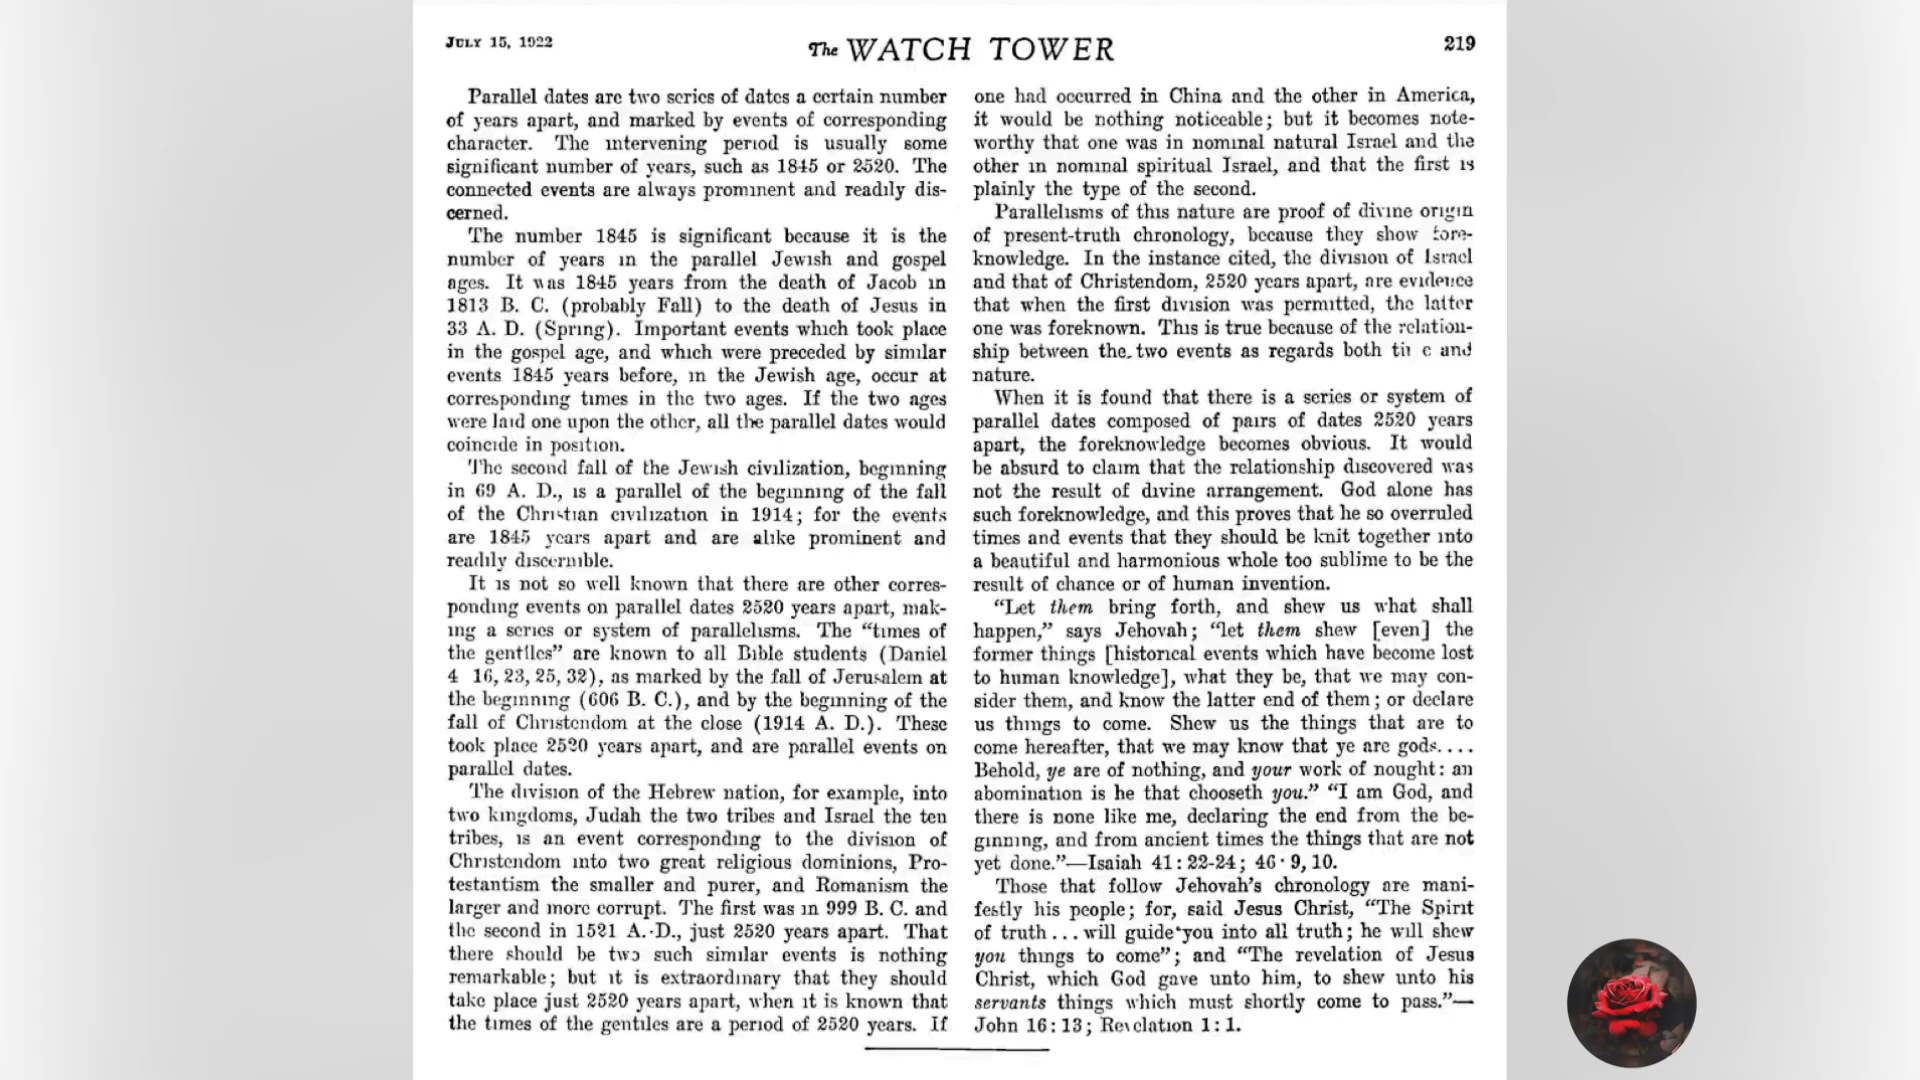 JULY 15, 1922
The WATCH TOWER
219
Parallel dates are two series of dates a certain number
of years apart, and marked by events of corresponding
character. The intervening period is usually some
significant number of years, such as 1845 or 2520. The
connected events are always prominent and readily dis-
cerned.
The number 1845 is significant because it is the
number of years in the parallel Jewish and gospel
ages. It was 1845 years from the death of Jacob in
1813 B. C. (probably Fall) to the death of Jesus in
33 A. D. (Spring). Important events which took place
in the gospel age, and which were preceded by similar
events 1845 years before, in the Jewish age, occur at
corresponding times in the two ages. If the two ages
were laid one upon the other, all the parallel dates would
coincide in position.
The second fall of the Jewish civilization, beginning
in 69 A. D., is a parallel of the beginning of the fall
of the Christian civilization in 1914; for the events
are 1845 years apart and are alike prominent and
readily discernible.
It is not so well known that there are other corres-
ponding events on parallel dates 2520 years apart, mak-
ing a series or system of parallelisms. The “times of
the gentiles” are known to all Bible students (Daniel
4 16, 23, 25, 32), as marked by the fall of Jerusalem at
the beginning (606 B. C.), and by the beginning of the
fall of Christendom at the close (1914 A. D.). These
took place 2520 years apart, and are parallel events on
parallel dates.
The division of the Hebrew nation, for example, into
two kingdoms, Judah the two tribes and Israel the ten
tribes, is an event corresponding to the division of
Christendom into two great religious dominions, Pro-
testantism the smaller and purer, and Romanism the
larger and more corrupt. The first was in 999 B. C. and
the second in 1521 A. D., just 2520 years apart. That
there should be two such similar events is nothing
remarkable; but it is extraordinary that they should
take place just 2520 years apart, when it is known that
the times of the gentiles are a period of 2520 years. If
one had occurred in China and the other in America,
it would be nothing noticeable; but it becomes note-
worthy that one was in nominal natural Israel and the
other in nominal spiritual Israel, and that the first is
plainly the type of the second.
Parallelisms of this nature are proof of divine origin
of present-truth chronology, because they show fore-
knowledge. In the instance cited, the division of Israel
and that of Christendom, 2520 years apart, are evidence
that when the first division was permitted, the latter
one was foreknown. This is true because of the relation-
ship between the two events as regards both time and
nature.
When it is found that there is a series or system of
parallel dates composed of pairs of dates 2520 years
apart, the foreknowledge becomes obvious. It would
be absurd to claim that the relationship discovered was
not the result of divine arrangement. God alone has
such foreknowledge, and this proves that he so overruled
times and events that they should be knit together into
a beautiful and harmonious whole too sublime to be the
result of chance or of human invention.
“Let them bring forth, and shew us what shall
happen,” says Jehovah; “let them shew [even] the
former things [historical events which have become lost
to human knowledge], what they be, that we may con-
sider them, and know the latter end of them; or declare
us things to come. Shew us the things that are to
come hereafter, that we may know that ye are gods....
Behold, ye are of nothing, and your work of nought: an
abomination is he that chooseth you.” “I am God, and
there is none like me, declaring the end from the be-
ginning, and from ancient times the things that are not
yet done.”—Isaiah 41: 22-24; 46· 9, 10.
Those that follow Jehovah’s chronology are mani-
festly his people; for, said Jesus Christ, “The Spirit
of truth... will guide you into all truth; he will shew
you things to come”; and “The revelation of Jesus
Christ, which God gave unto him, to shew unto his
servants things which must shortly come to pass.”—
John 16: 13; Revelation 1: 1.